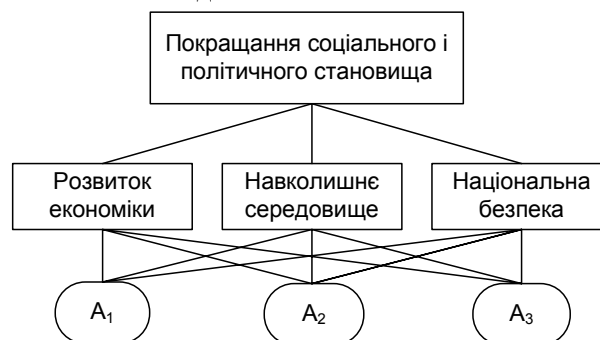 Покращання соціального і
політичного становища
Розвиток
економіки
Навколишнє
середовище
Національна
безпека
A₁
A₂
A₃